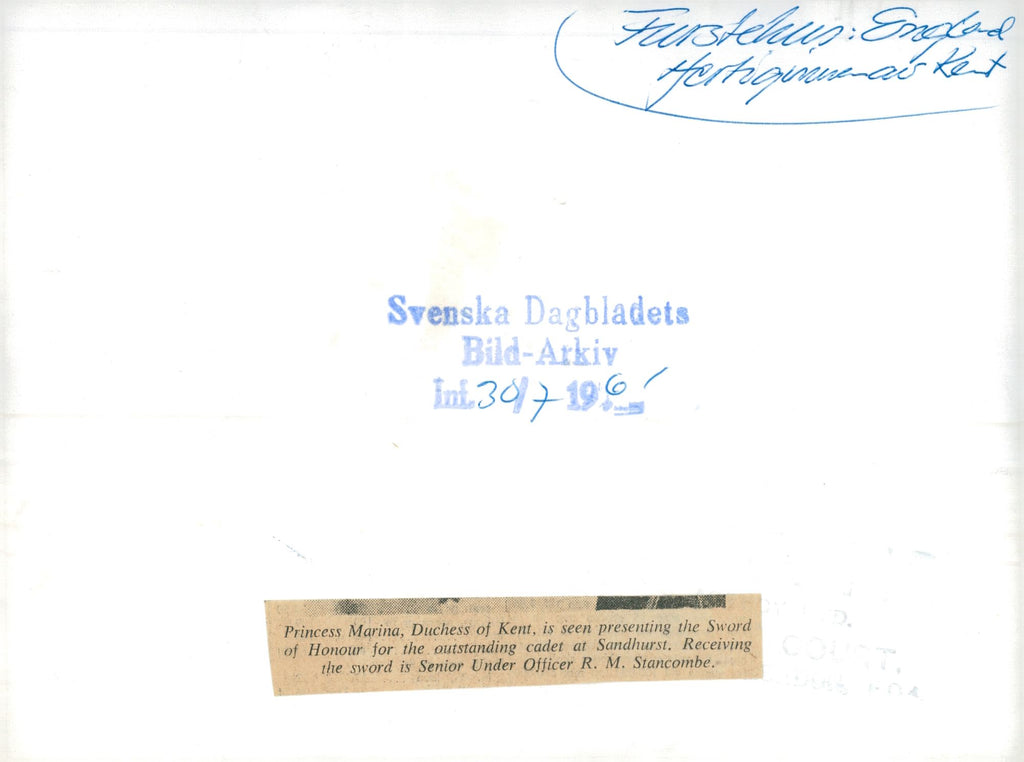 Furstehus: England
Hertiginnan av Kent
Svenska Dagbladets
Bild-Arkiv
Inl. 30/7 196
Princess Marina, Duchess of Kent, is seen presenting the Sword
of Honour for the outstanding cadet at Sandhurst. Receiving
the sword is Senior Under Officer R. M. Stancombe.
D.
COURT,